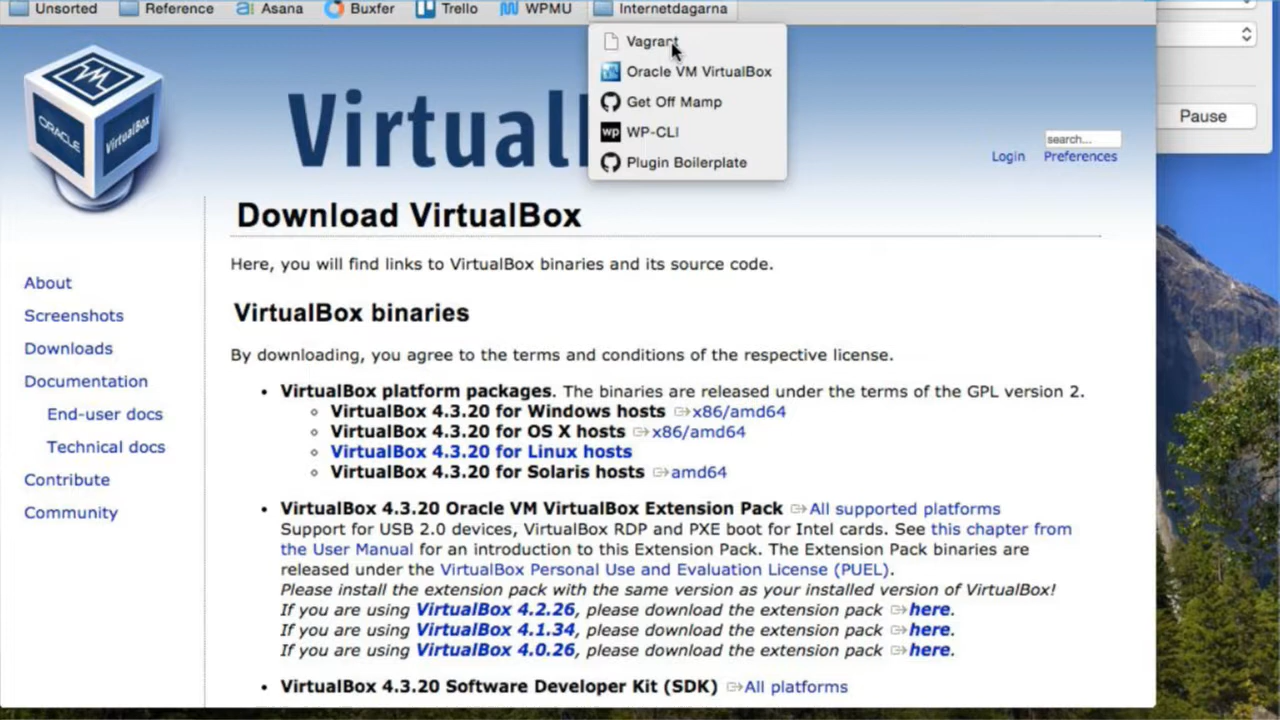 Unsorted Reference Asana Buxfer Trello WPMU Internetdagarna
Vagrant
Oracle VM VirtualBox
Get Off Mamp
WP-CLI
Plugin Boilerplate
Pause
ORACLE
VirtualBox
Virtual
search...
Login Preferences
Download VirtualBox
Here, you will find links to VirtualBox binaries and its source code.
About
Screenshots
Downloads
Documentation
End-user docs
Technical docs
Contribute
Community
VirtualBox binaries
By downloading, you agree to the terms and conditions of the respective license.
• VirtualBox platform packages. The binaries are released under the terms of the GPL version 2.
VirtualBox 4.3.20 for Windows hosts x86/amd64
VirtualBox 4.3.20 for OS X hosts x86/amd64
VirtualBox 4.3.20 for Linux hosts
VirtualBox 4.3.20 for Solaris hosts amd64
• VirtualBox 4.3.20 Oracle VM VirtualBox Extension Pack All supported platforms
Support for USB 2.0 devices, VirtualBox RDP and PXE boot for Intel cards. See this chapter from
the User Manual for an introduction to this Extension Pack. The Extension Pack binaries are
released under the VirtualBox Personal Use and Evaluation License (PUEL).
Please install the extension pack with the same version as your installed version of VirtualBox!
If you are using VirtualBox 4.2.26, please download the extension pack here.
If you are using VirtualBox 4.1.34, please download the extension pack here.
If you are using VirtualBox 4.0.26, please download the extension pack here.
• VirtualBox 4.3.20 Software Developer Kit (SDK) All platforms